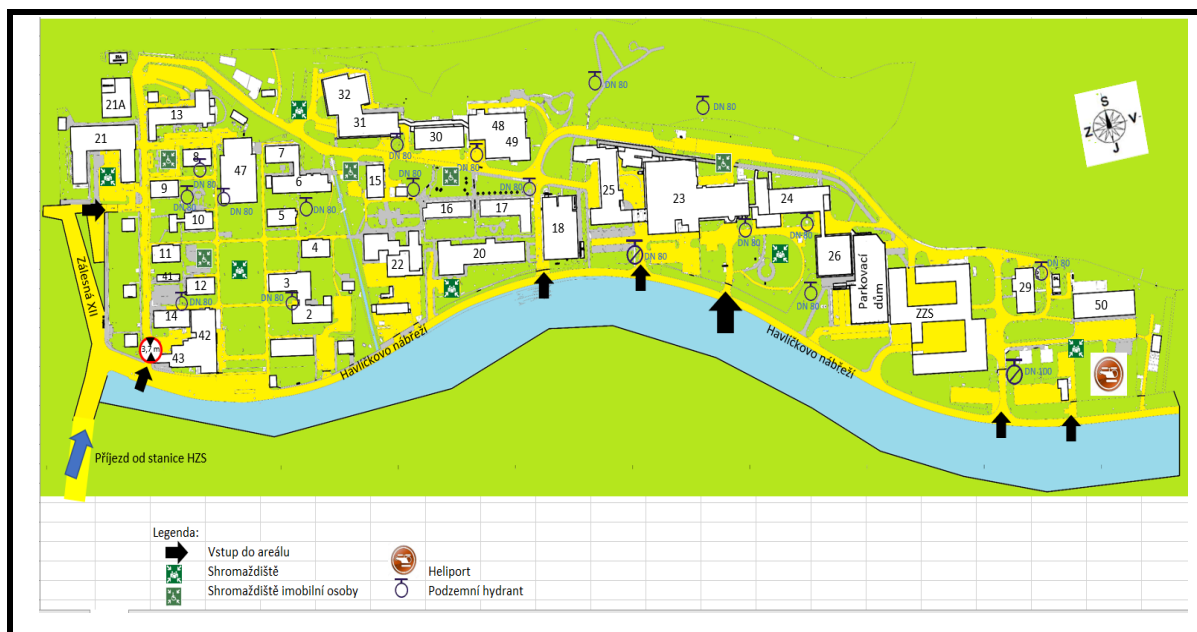 21A
13
32
31
30
48
49
DN 80
DN 80
21
8
47
7
6
15
DN 80
DN 80
DN 80
DN 80
DN 80
9
DN 80
DN 80
10
5
DN 80
16
17
18
25
23
24
DN 80
DN 80
S
V
Z
J
11
41
12
4
3
2
DN 80
DN 80
22
20
DN 80
26
Parkovací
dům
DN 80
ZZS
29
DN 80
50
14
42
43
3,7 m
Zálesná XII
Havlíčkovo nábřeží
Havlíčkovo nábřeží
DN 100
Příjezd od stanice HZS
Legenda:
Vstup do areálu
Shromaždiště
Heliport
Shromaždiště imobilní osoby
Podzemní hydrant